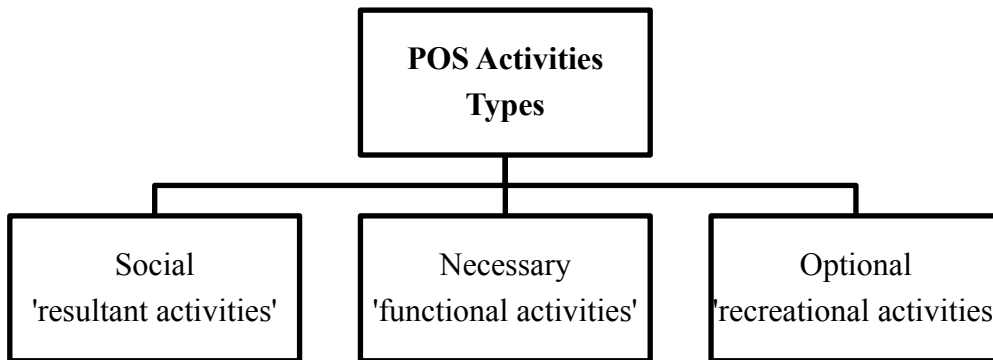 POS Activities
Types
Social
'resultant activities'
Necessary
'functional activities'
Optional
'recreational activities